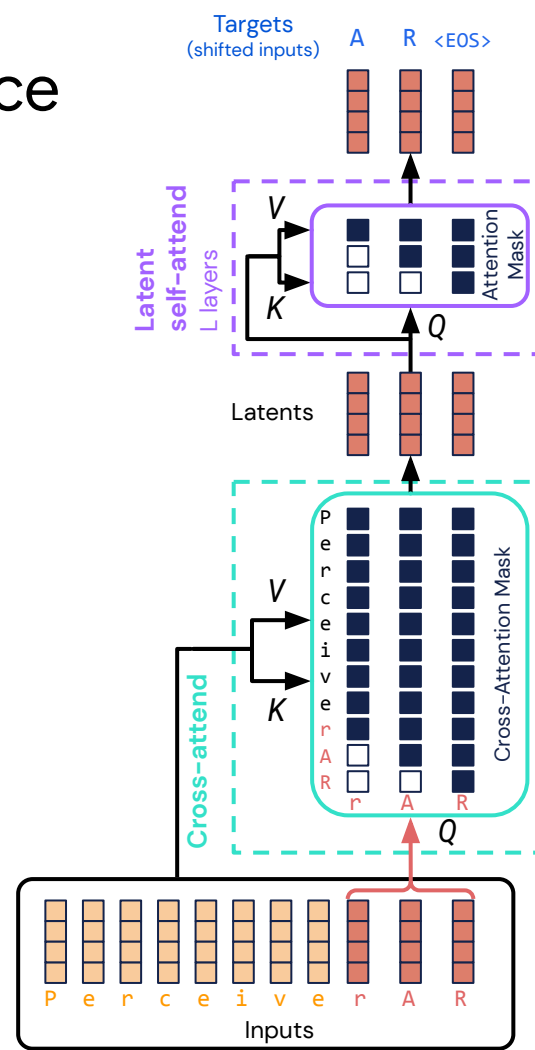 Targets
(shifted inputs)
A R <EOS>
ce
Latent
self-attend
L layers
V
K
Attention
Mask
Q
Latents
Cross-attend
V
K
P
e
r
c
e
i
v
e
r
A
R
r A R
Cross-Attention Mask
Q
P e r c e i v e r A R
Inputs